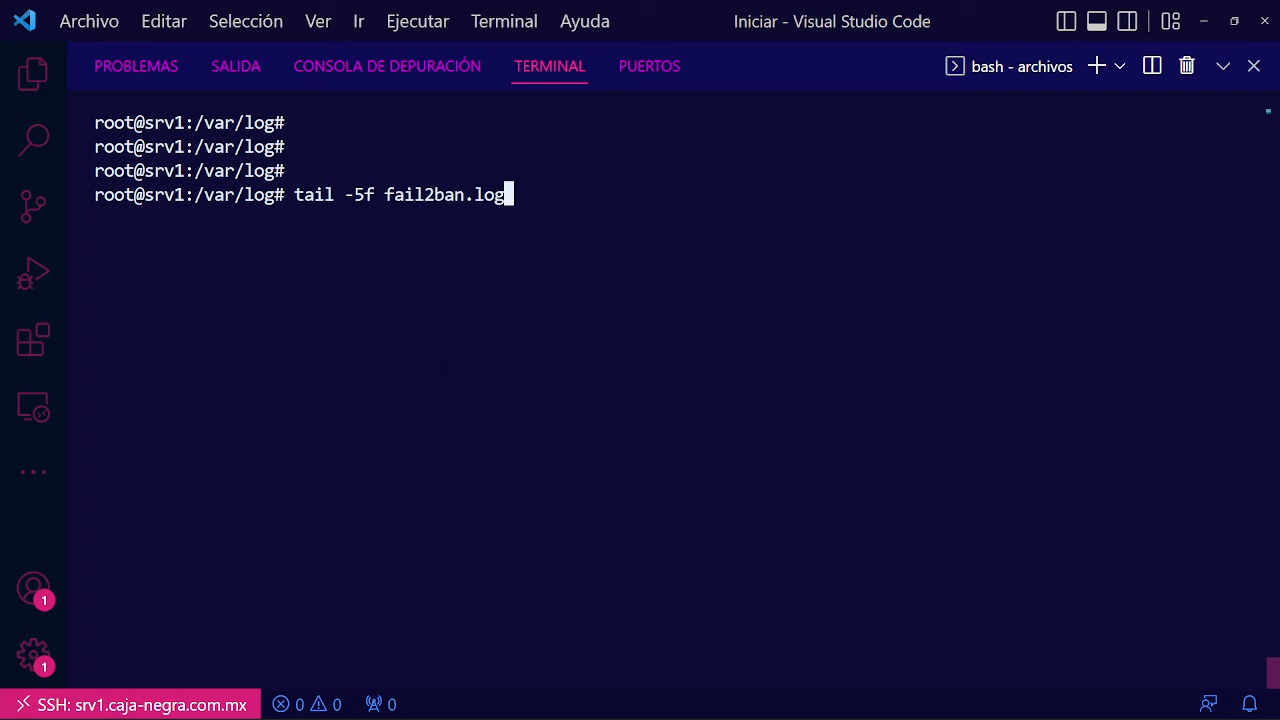 Archivo Editar Selección Ver Ir Ejecutar Terminal Ayuda Iniciar - Visual Studio Code
PROBLEMAS SALIDA CONSOLA DE DEPURACIÓN TERMINAL PUERTOS bash - archivos
root@srv1:/var/log#
root@srv1:/var/log#
root@srv1:/var/log#
root@srv1:/var/log# tail -5f fail2ban.log
1
1
SSH: srv1.caja-negra.com.mx 0 0 0